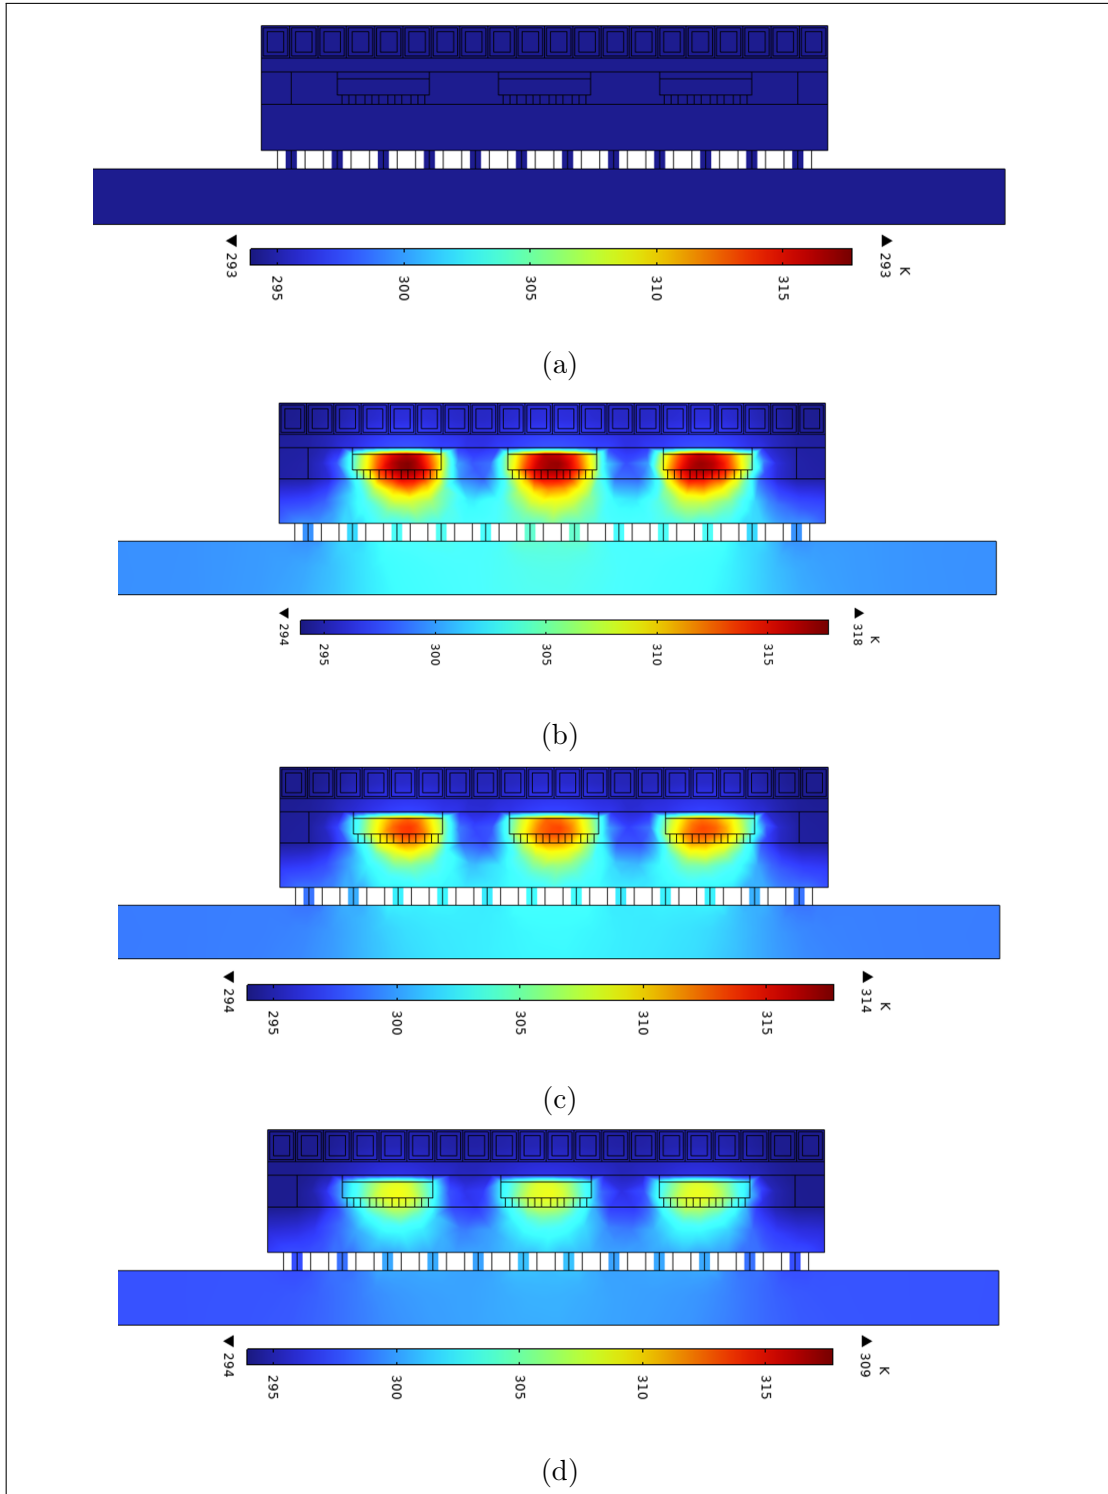 ◀ 293 ▶ 293 K
295 300 305 310 315
(a)
◀ 294 ▶ 318 K
295 300 305 310 315
(b)
◀ 294 ▶ 314 K
295 300 305 310 315
(c)
◀ 294 ▶ 309 K
295 300 305 310 315
(d)